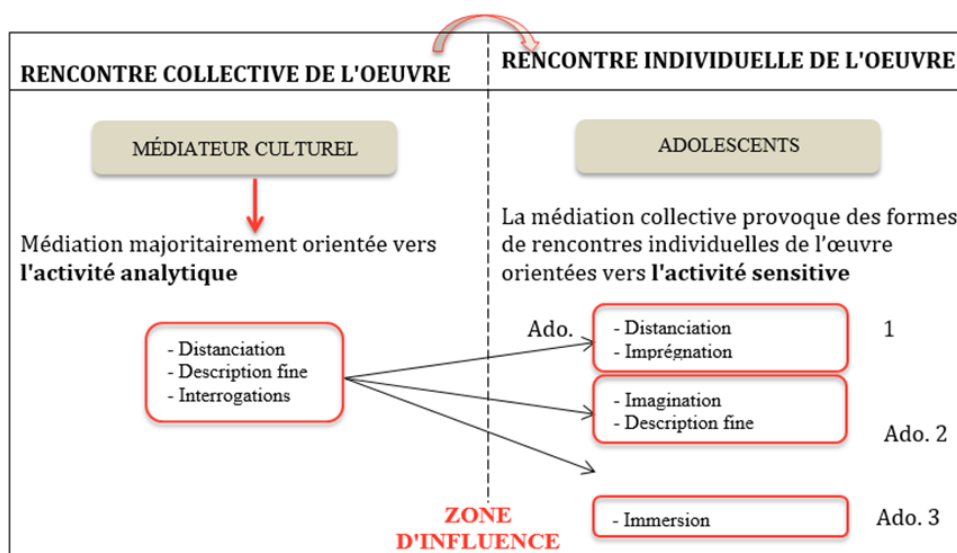 RENCONTRE COLLECTIVE DE L'OEUVRE
RENCONTRE INDIVIDUELLE DE L'OEUVRE
MÉDIATEUR CULTUREL
ADOLESCENTS
Médiation majoritairement orientée vers
l'activité analytique
La médiation collective provoque des formes
de rencontres individuelles de l'œuvre
orientées vers l'activité sensitive
- Distanciation
- Description fine
- Interrogations
Ado.
- Distanciation
- Imprégnation
1
- Imagination
- Description fine
Ado. 2
- Immersion
Ado. 3
ZONE
D'INFLUENCE